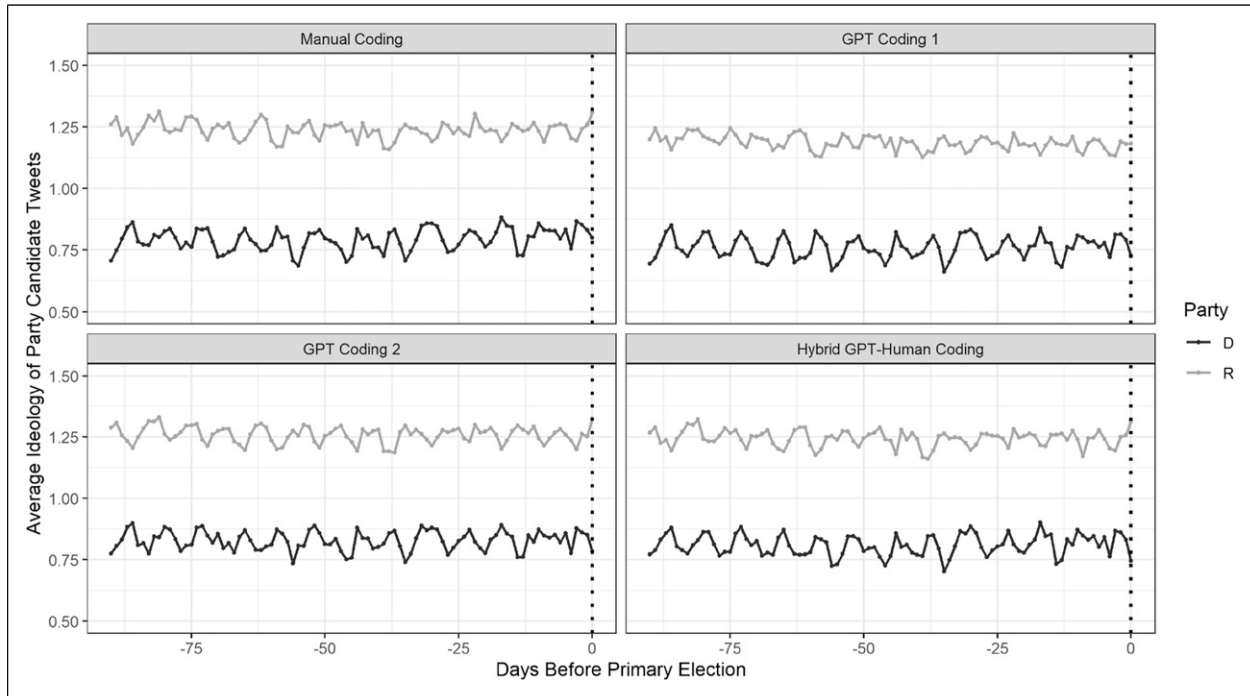 Manual Coding
GPT Coding 1
1.50
1.25
1.00
0.75
0.50
GPT Coding 2
Hybrid GPT-Human Coding
1.50
1.25
1.00
0.75
0.50
Average Ideology of Party Candidate Tweets
-75
-50
-25
0
-75
-50
-25
0
Days Before Primary Election
Party
D
R